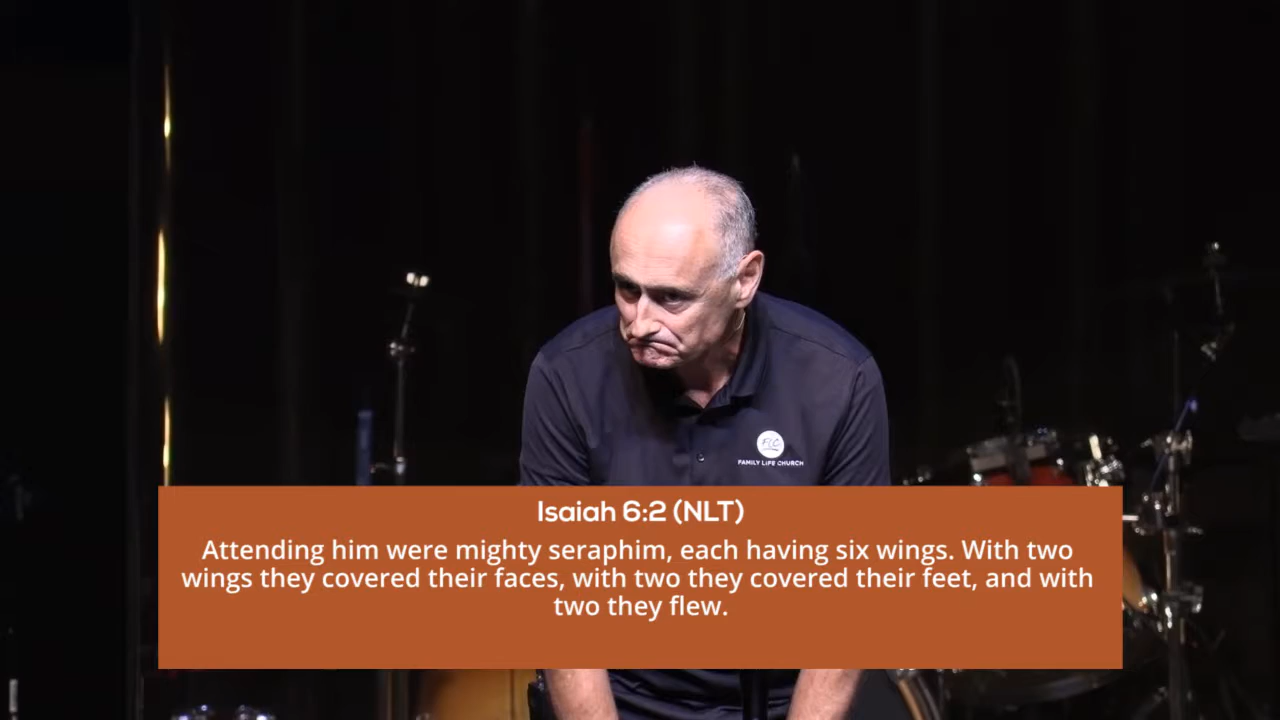 FLC
FAMILY LIFE CHURCH
Isaiah 6:2 (NLT)
Attending him were mighty seraphim, each having six wings. With two
wings they covered their faces, with two they covered their feet, and with
two they flew.